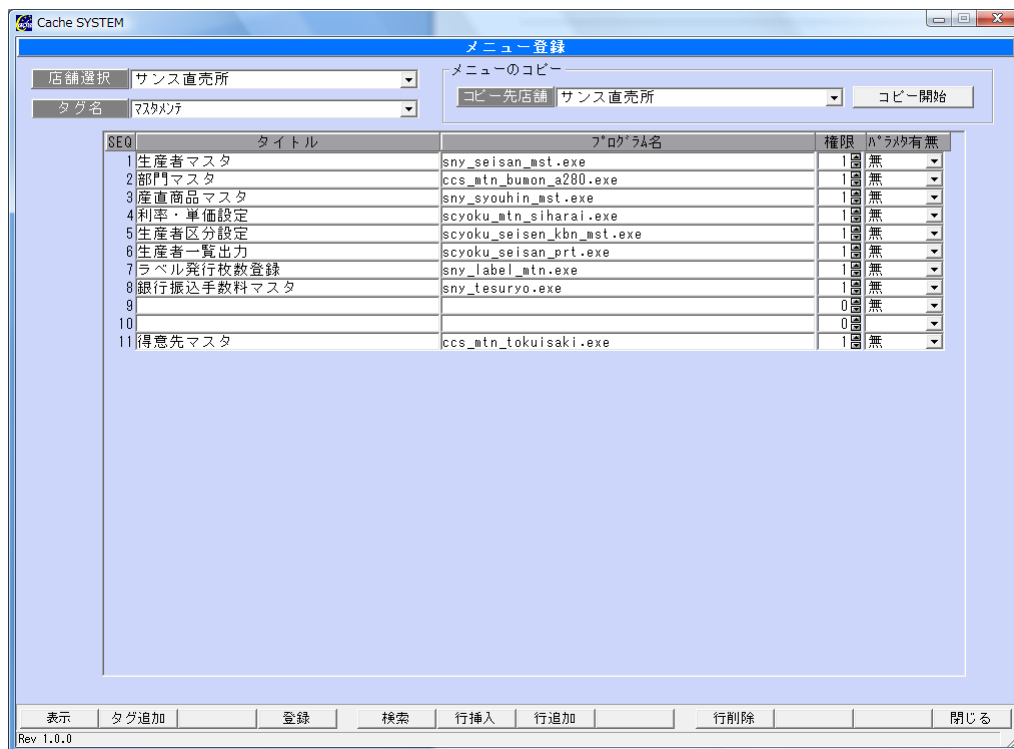 Cache SYSTEM
メニュー登録
店舗選択 サンス直売所
タグ名 ﾏｽﾀﾒﾝﾃ
メニューのコピー
コピー先店舗 サンス直売所 コピー開始
SEQ タイトル ﾌﾟﾛｸﾞﾗﾑ名 権限 ﾊﾟﾗﾒﾀ有無
1 生産者マスタ sny_seisan_mst.exe 1 無
2 部門マスタ ccs_mtn_bumon_a280.exe 1 無
3 産直商品マスタ sny_syouhin_mst.exe 1 無
4 利率・単価設定 scyoku_mtn_siharai.exe 1 無
5 生産者区分設定 scyoku_seisen_kbn_mst.exe 1 無
6 生産者一覧出力 scyoku_seisan_prt.exe 1 無
7 ラベル発行枚数登録 sny_label_mtn.exe 1 無
8 銀行振込手数料マスタ sny_tesuryo.exe 1 無
9 0 無
10 0
11 得意先マスタ ccs_mtn_tokuisaki.exe 1 無
表示 タグ追加 登録 検索 行挿入 行追加 行削除 閉じる
Rev 1.0.0